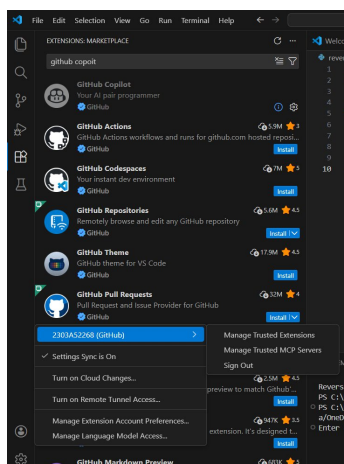 File Edit Selection View Go Run Terminal Help
EXTENSIONS: MARKETPLACE
Welco
github copoit
reve
GitHub Copilot
Your AI pair programmer
GitHub
GitHub Actions 5.9M 5
GitHub Actions workflows and runs for github.com hosted reposi...
GitHub Install
GitHub Codespaces 7M 5
Your instant dev environment
GitHub Install
GitHub Repositories 5.6M 4.5
Remotely browse and edit any GitHub repository
GitHub Install
GitHub Theme 17.9M 4.5
GitHub theme for VS Code
GitHub Install
GitHub Pull Requests 32M 4
Pull Request and Issue Provider for GitHub
GitHub Install
2303A52268 (GitHub)
Manage Trusted Extensions
Manage Trusted MCP Servers
Sign Out
Settings Sync is On
Turn on Cloud Changes...
2.5M 4.5
preview to match Github'...
Install
Turn on Remote Tunnel Access...
Manage Extension Account Preferences...
947K 3.5
extension. It's designed t...
Manage Language Model Access...
Install
GitHub Markdown Preview 681K 5
1
2
3
4
5
6
7
8
9
10
Revers
PS C:\
PS C:\
a/OneD
Enter